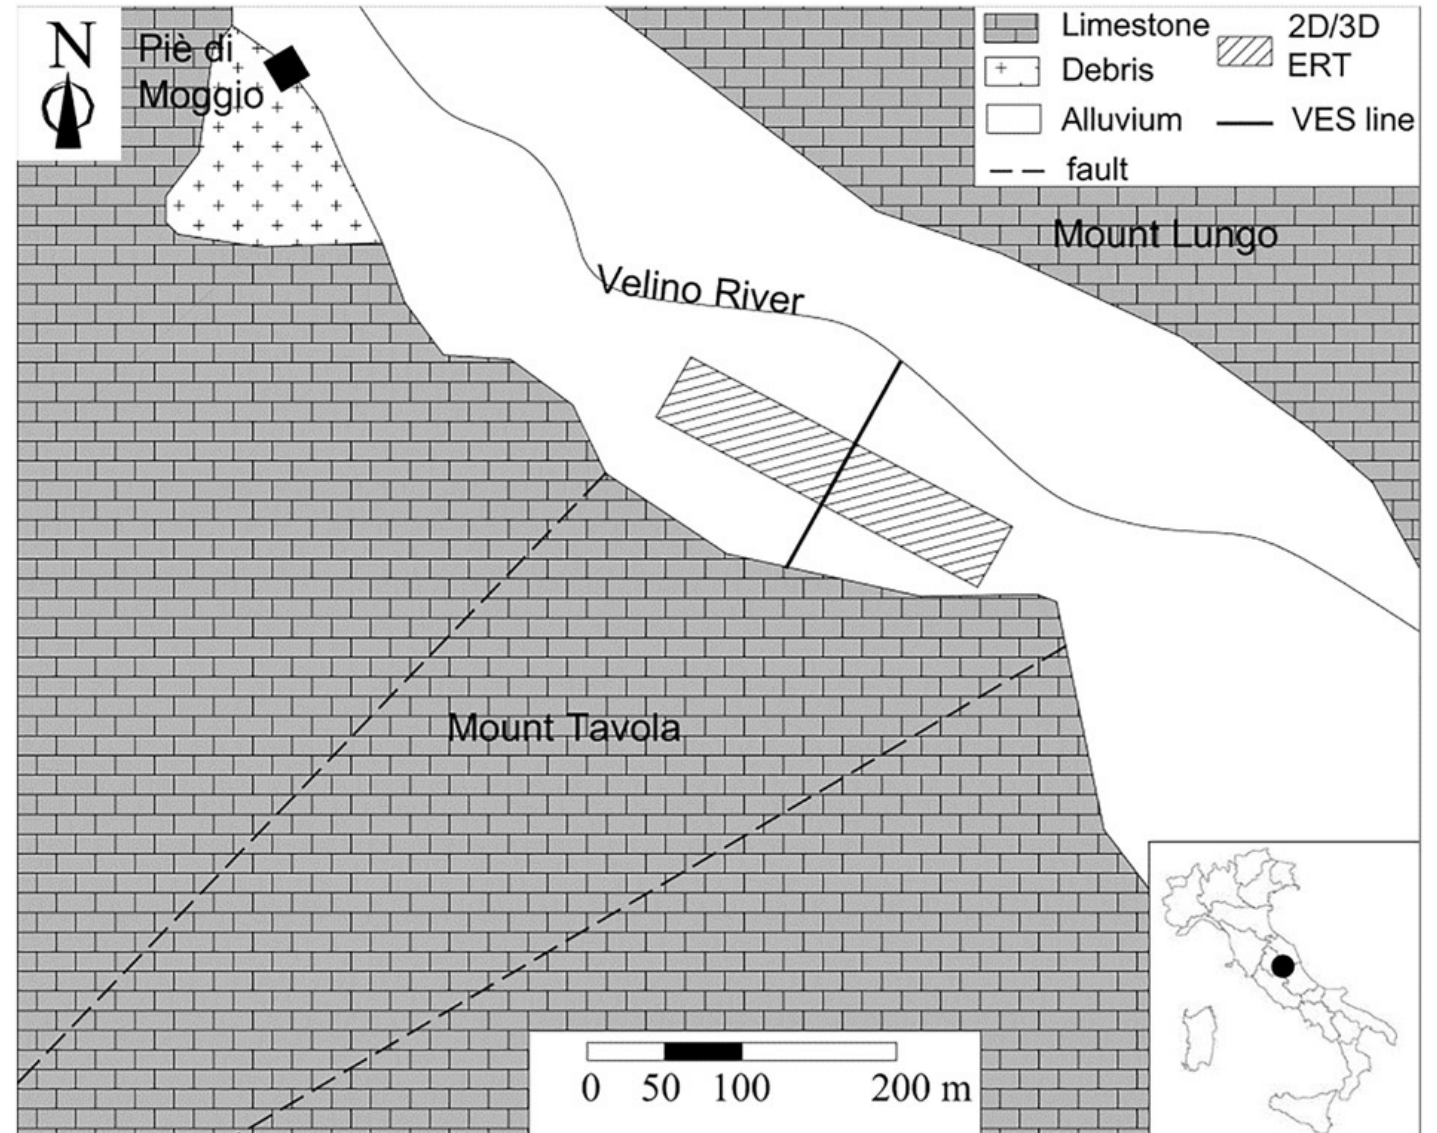 N
Piè di
Moggio
Limestone
Debris
Alluvium
fault
2D/3D
ERT
VES line
Mount Lungo
Velino River
Mount Tavola
0 50 100 200 m